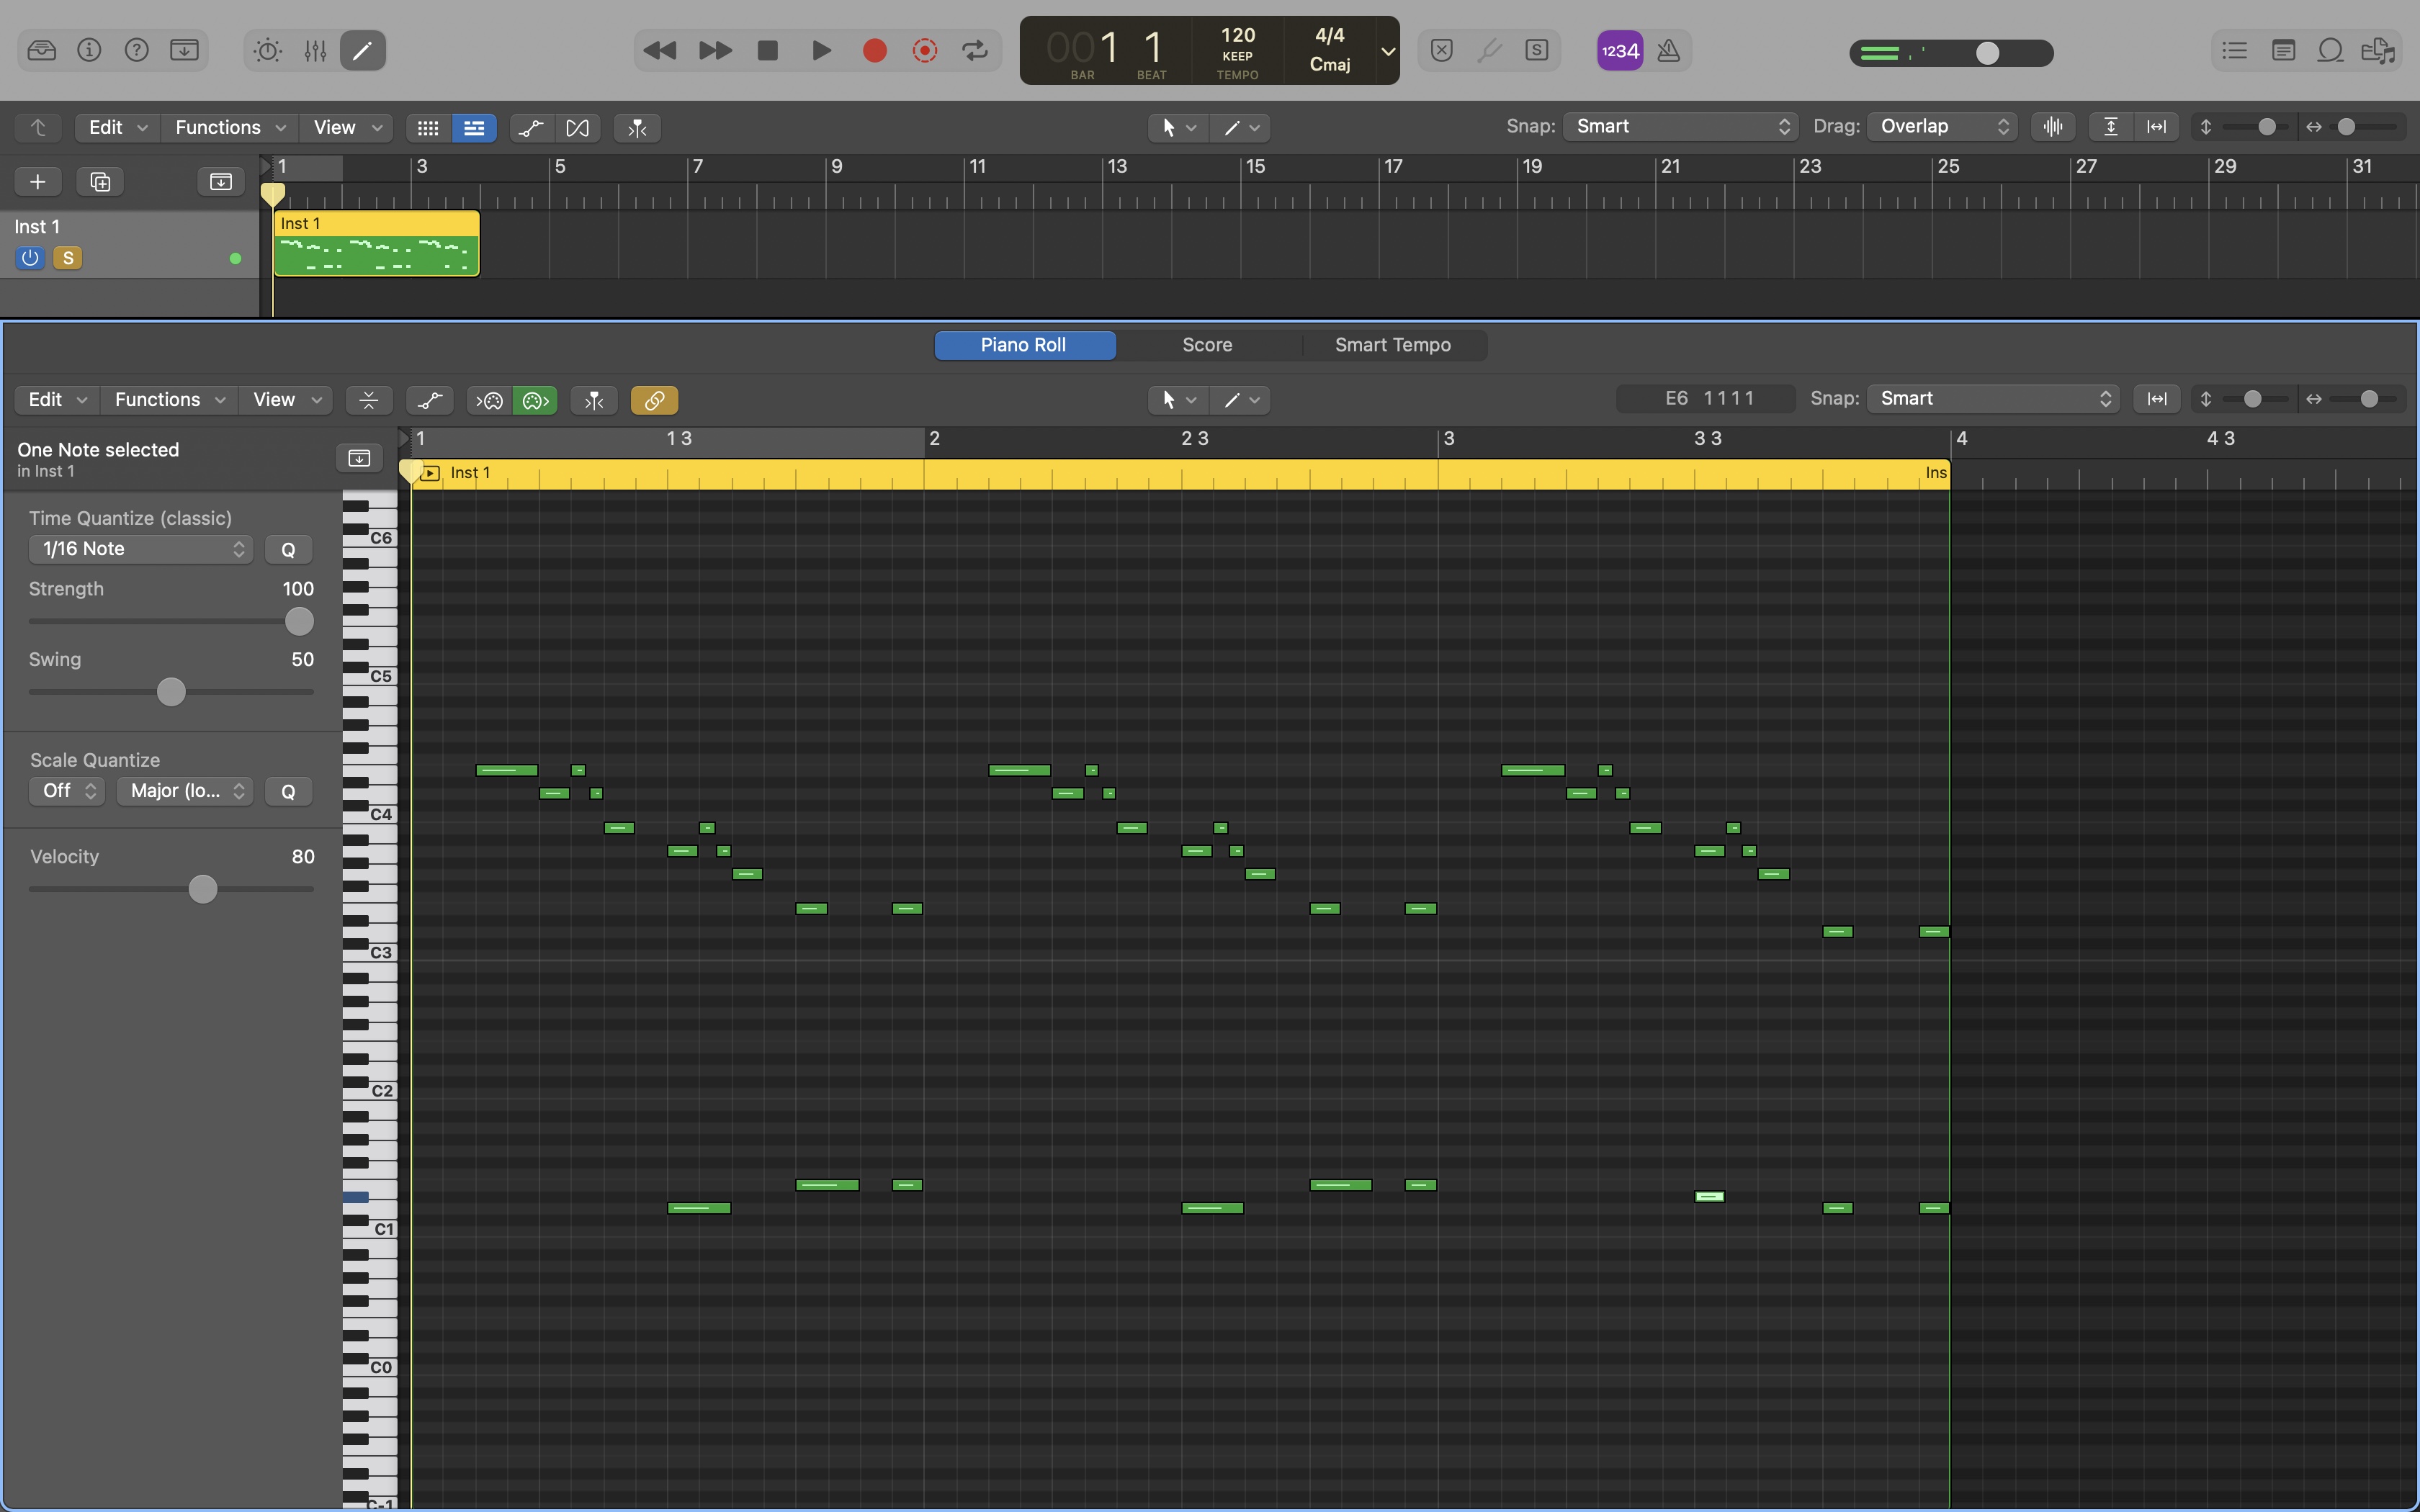 001 1 120 4/4
KEEP Cmaj
BAR BEAT TEMPO
S 1234
Edit Functions View Snap: Smart Drag: Overlap
1 3 5 7 9 11 13 15 17 19 21 23 25 27 29 31
Inst 1
Inst 1
S
Piano Roll Score Smart Tempo
Edit Functions View E6 1 1 1 1 Snap: Smart
1 1 3 2 2 3 3 3 3 4 4 3
One Note selected
in Inst 1
Inst 1 Ins
Time Quantize (classic)
1/16 Note Q
Strength 100
Swing 50
Scale Quantize
Off Major (lo... Q
Velocity 80
C6
C5
C4
C3
C2
C1
C0
C-1